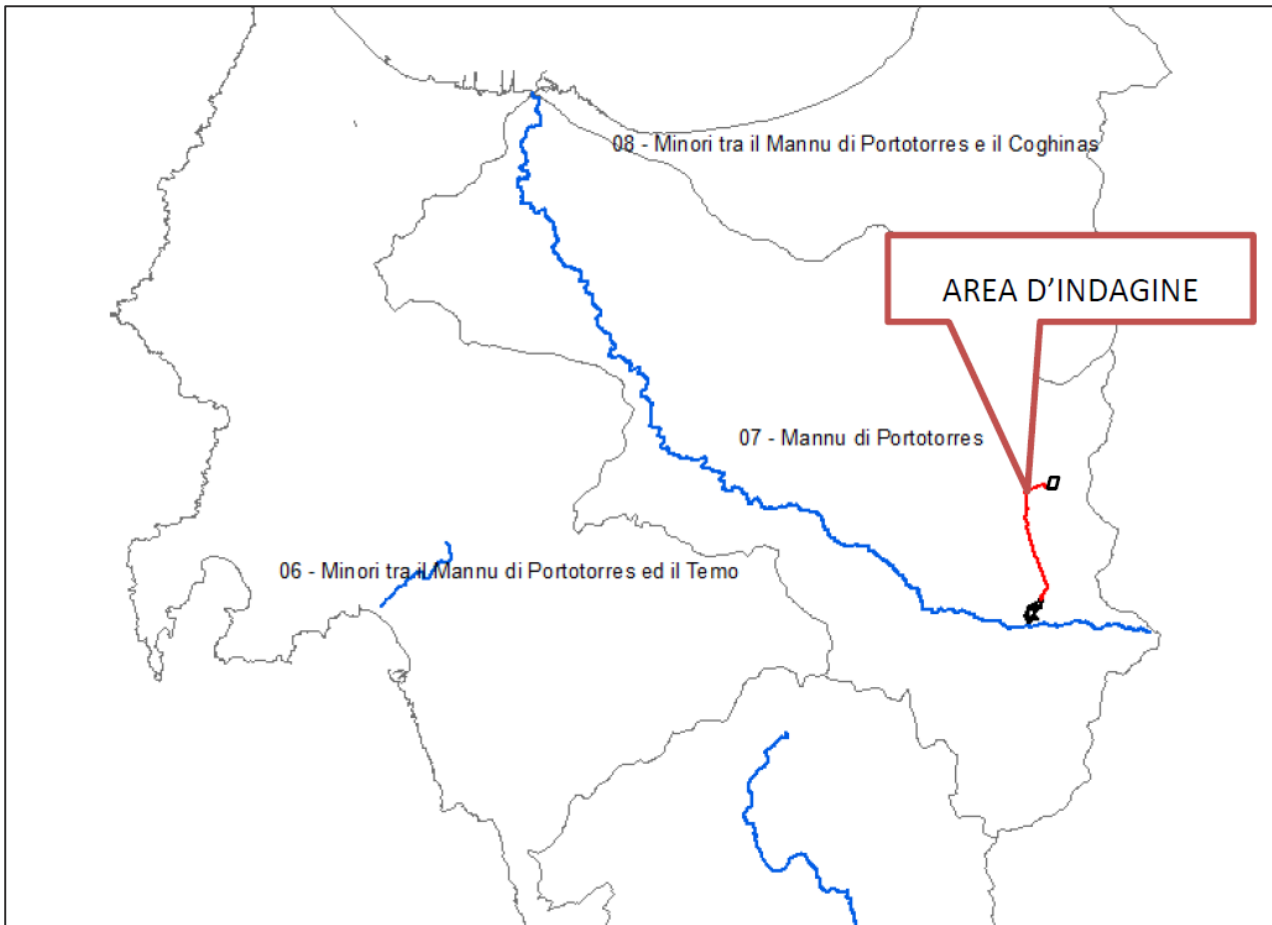 08 - Minori tra il Mannu di Portotorres e il Coghinas
AREA D'INDAGINE
07 - Mannu di Portotorres
06 - Minori tra il Mannu di Portotorres ed il Temo